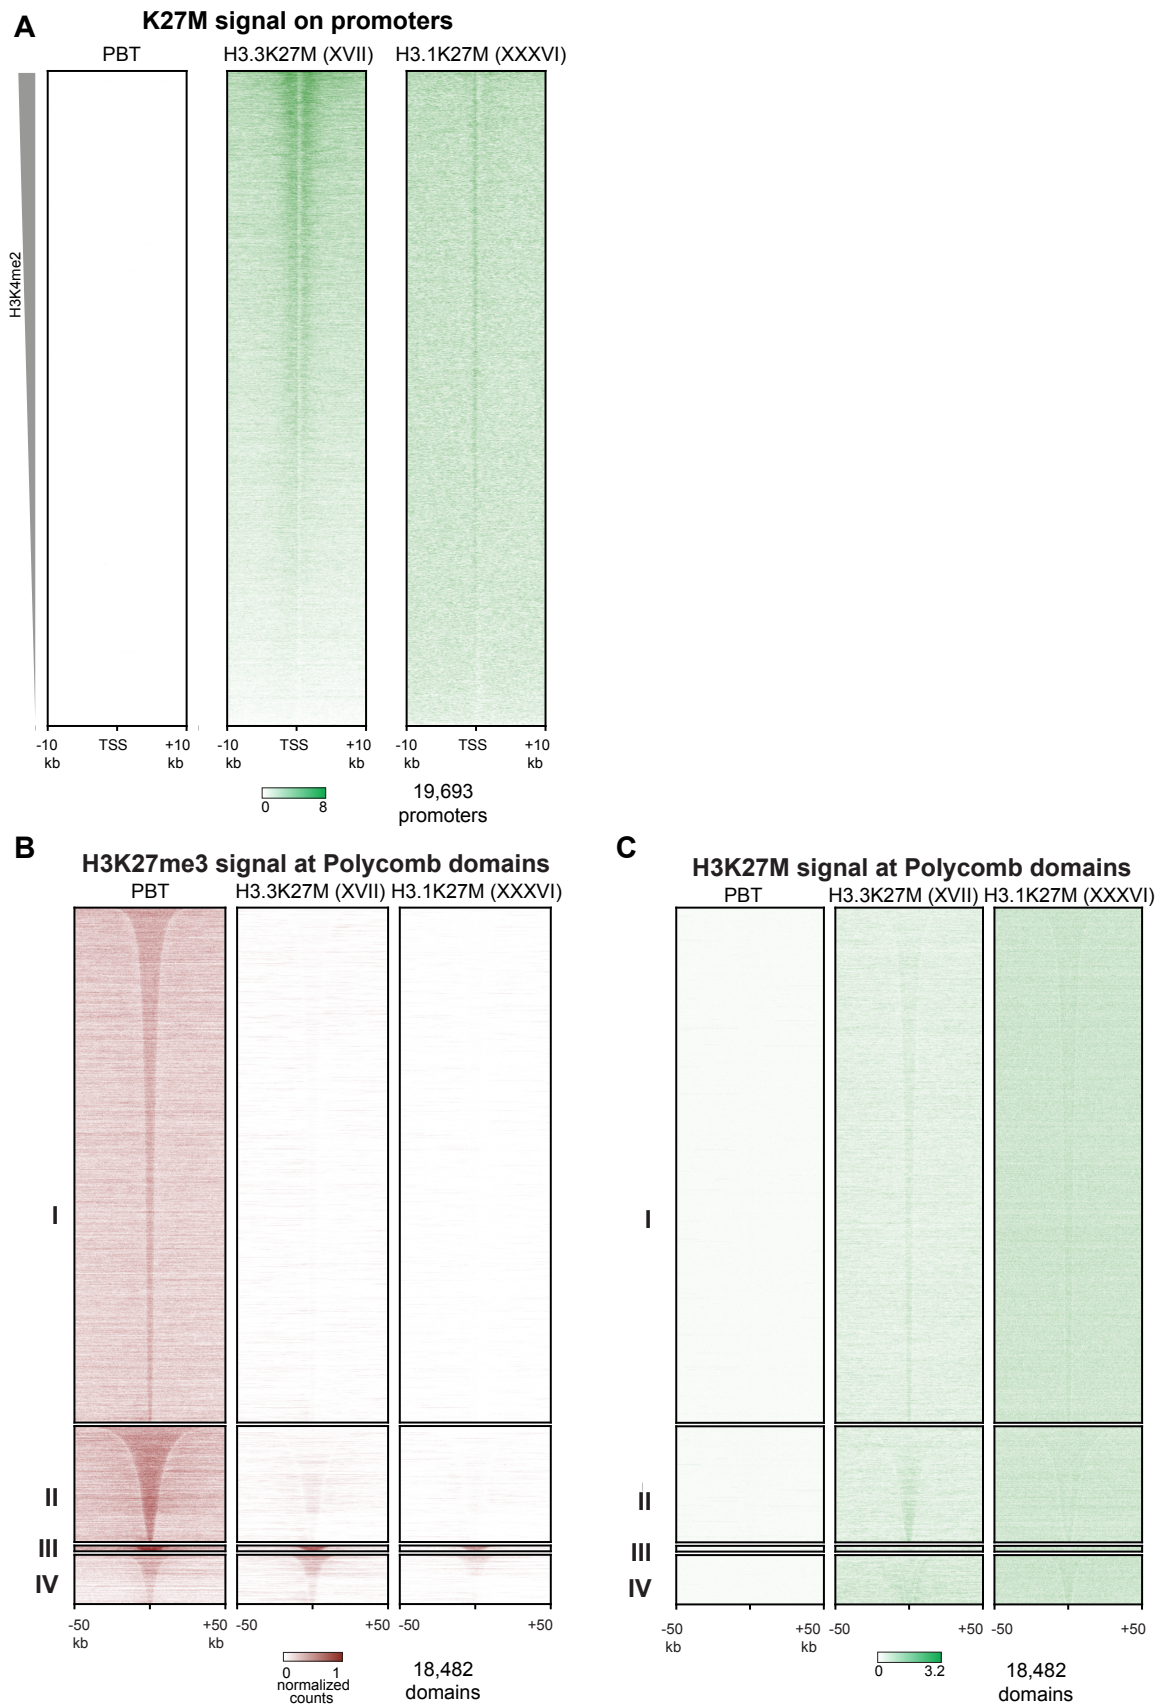 A
K27M signal on promoters
PBT
H3.3K27M (XVII)
H3.1K27M (XXXVI)
H3K4me2
-10
kb
TSS
+10
kb
-10
kb
TSS
+10
kb
-10
kb
TSS
+10
kb
0
8
19,693
promoters
B
H3K27me3 signal at Polycomb domains
PBT
H3.3K27M (XVII)
H3.1K27M (XXXVI)
I
II
III
IV
-50
kb
+50
kb
-50
+50
-50
+50
0
1
normalized
counts
18,482
domains
C
H3K27M signal at Polycomb domains
PBT
H3.3K27M (XVII)
H3.1K27M (XXXVI)
I
II
III
IV
-50
kb
+50
kb
-50
+50
-50
+50
0
3.2
18,482
domains